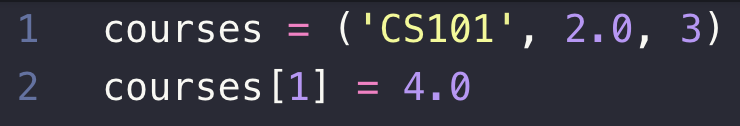 1 courses = ('CS101', 2.0, 3)
2 courses[1] = 4.0